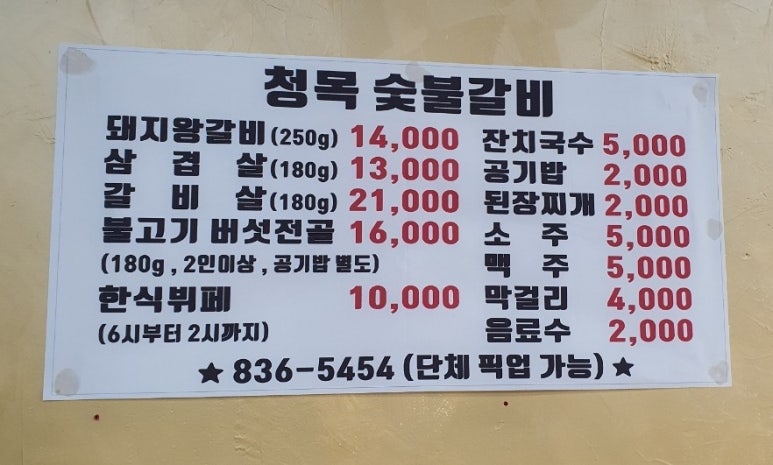 청목 숯불갈비
돼지왕갈비(250g) 14,000
삼겹살(180g) 13,000
갈비살(180g) 21,000
불고기 버섯전골 16,000
(180g , 2인이상 , 공기밥 별도)
한식뷔페 10,000
(6시부터 2시까지)
잔치국수 5,000
공기밥 2,000
된장찌개 2,000
소주 5,000
맥주 5,000
막걸리 4,000
음료수 2,000
★ 836-5454 (단체 픽업 가능) ★